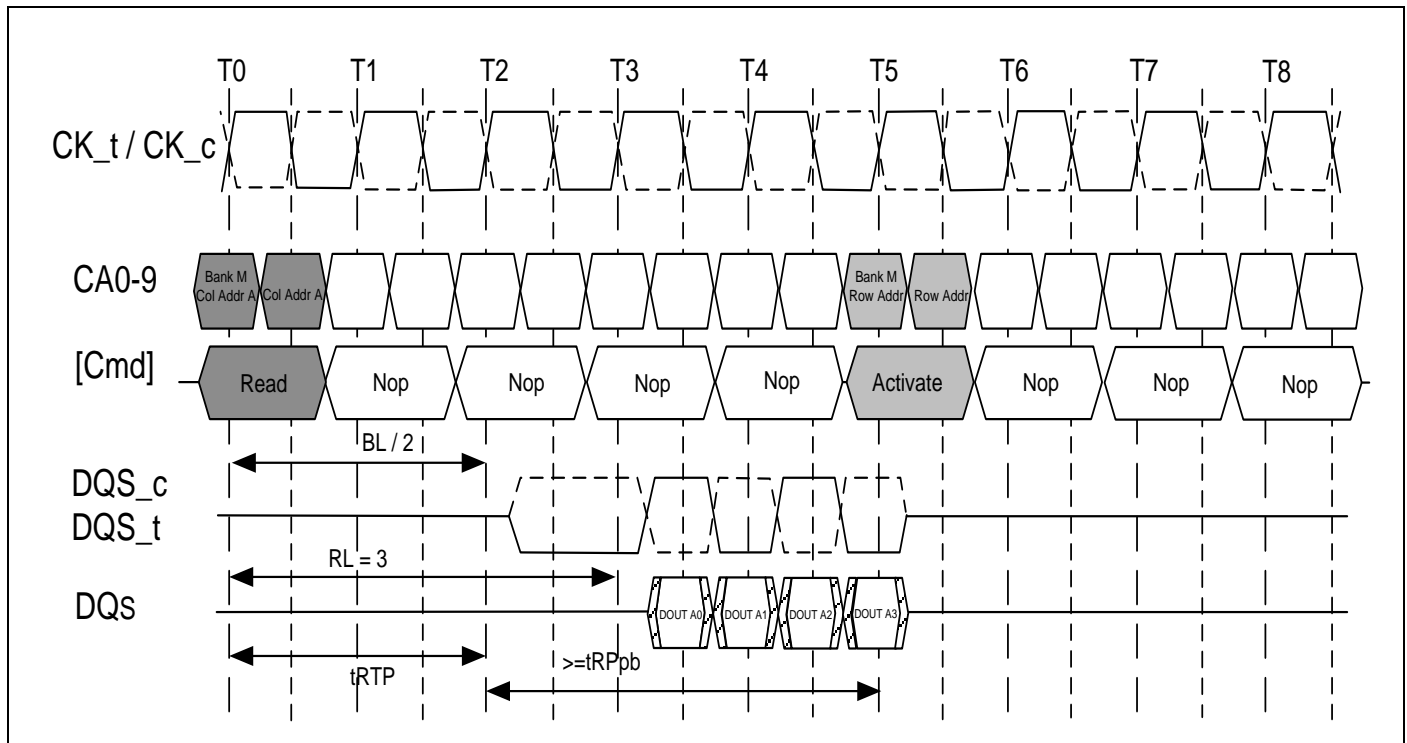 T0 T1 T2 T3 T4 T5 T6 T7 T8
CK_t / CK_c
CA0-9
Bank M
Col Addr A
Col Addr A
Bank M
Row Addr
Row Addr
[Cmd]
Read Nop Nop Nop Nop Activate Nop Nop Nop
BL / 2
DQS_c
DQS_t
RL = 3
DQs
DOUT A0 DOUT A1 DOUT A2 DOUT A3
tRTP
>=tRPpb